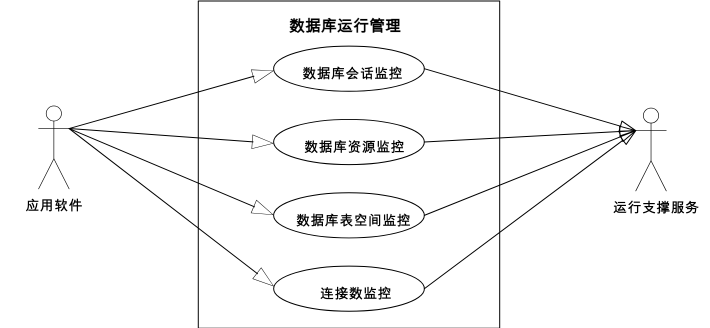 数据库运行管理
数据库会话监控
数据库资源监控
数据库表空间监控
连接数监控
应用软件
运行支撑服务